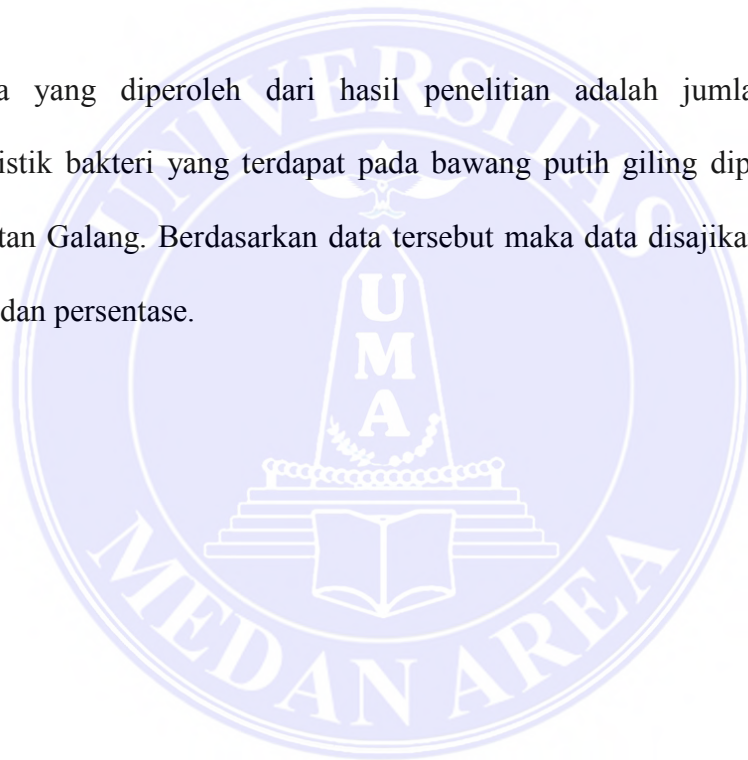 a yang diperoleh dari hasil penelitian adalah jumla
istik bakteri yang terdapat pada bawang putih giling dip
tan Galang. Berdasarkan data tersebut maka data disajika
dan persentase.
UNIVERSITAS
U
M
A
MEDAN AREA